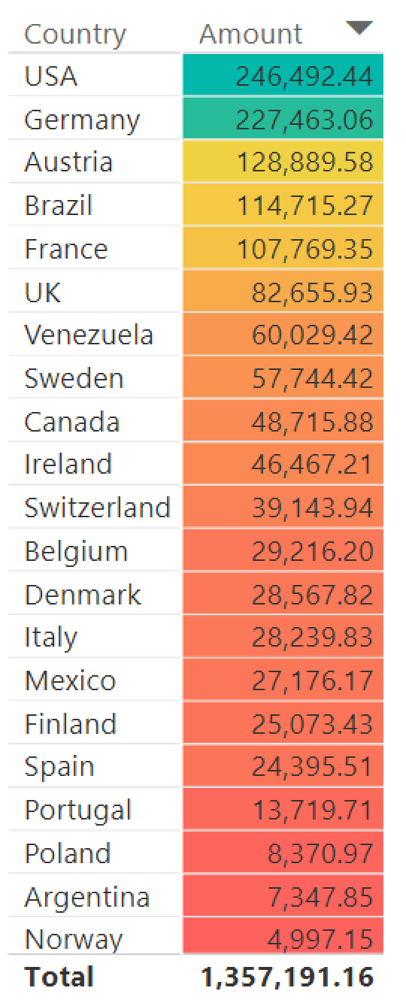 Country Amount
USA 246,492.44
Germany 227,463.06
Austria 128,889.58
Brazil 114,715.27
France 107,769.35
UK 82,655.93
Venezuela 60,029.42
Sweden 57,744.42
Canada 48,715.88
Ireland 46,467.21
Switzerland 39,143.94
Belgium 29,216.20
Denmark 28,567.82
Italy 28,239.83
Mexico 27,176.17
Finland 25,073.43
Spain 24,395.51
Portugal 13,719.71
Poland 8,370.97
Argentina 7,347.85
Norway 4,997.15
Total 1,357,191.16